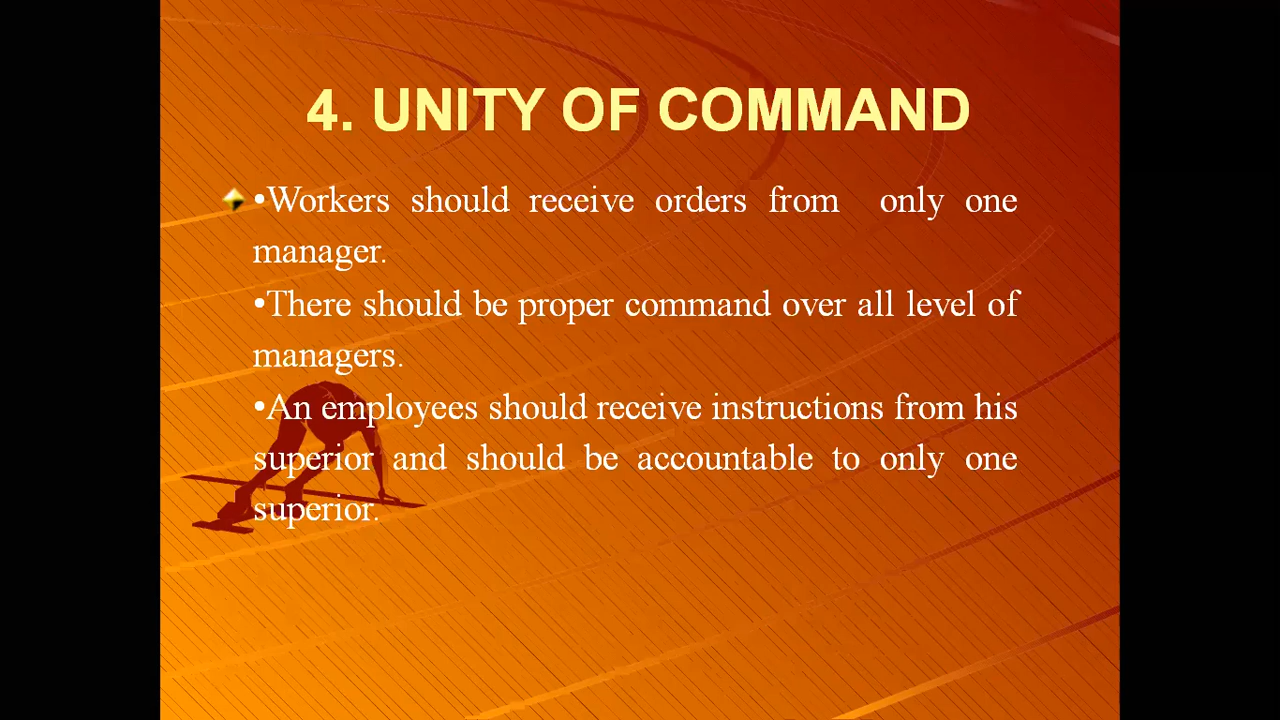 4. UNITY OF COMMAND
•Workers should receive orders from only one
manager.
•There should be proper command over all level of
managers.
•An employees should receive instructions from his
superior and should be accountable to only one
superior.